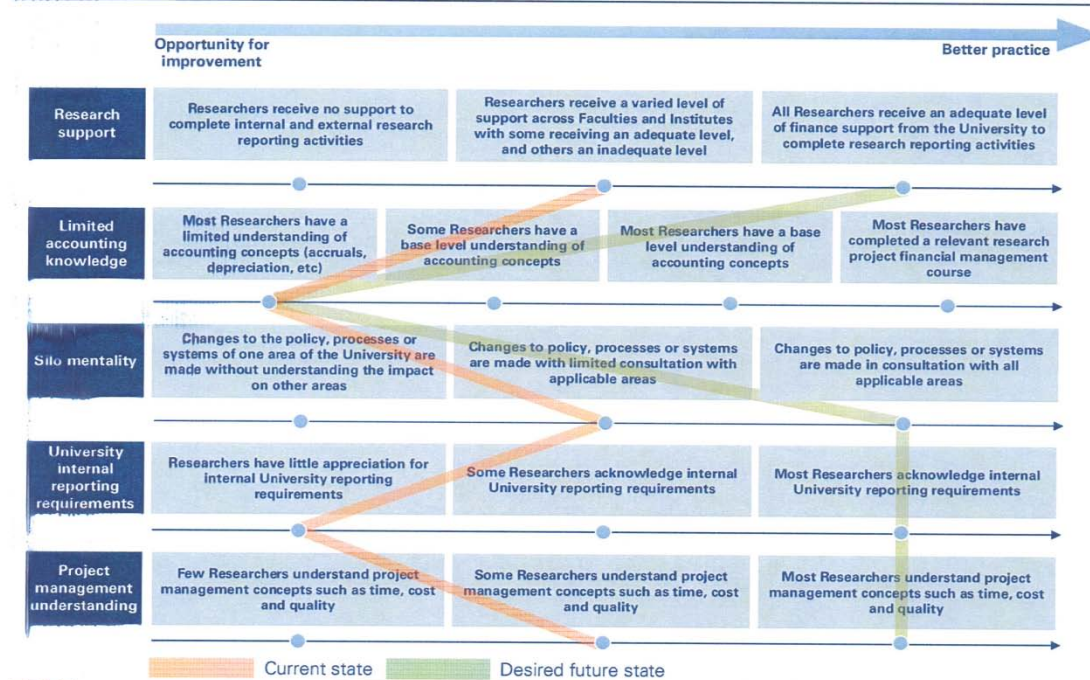 Opportunity for
improvement
Better practice
Research
support
Researchers receive no support to
complete internal and external research
reporting activities
Researchers receive a varied level of
support across Faculties and Institutes
with some receiving an adequate level,
and others an inadequate level
All Researchers receive an adequate level
of finance support from the University to
complete research reporting activities
Limited
accounting
knowledge
Most Researchers have a
limited understanding of
accounting concepts (accruals,
depreciation, etc)
Some Researchers have a
base level understanding of
accounting concepts
Most Researchers have a base
level understanding of
accounting concepts
Most Researchers have
completed a relevant research
project financial management
course
Silo mentality
Changes to the policy, processes or
systems of one area of the University are
made without understanding the impact
on other areas
Changes to policy, processes or systems
are made with limited consultation with
applicable areas
Changes to policy, processes or systems
are made in consultation with all
applicable areas
University
internal
reporting
requirements
Researchers have little appreciation for
internal University reporting
requirements
Some Researchers acknowledge internal
University reporting requirements
Most Researchers acknowledge internal
University reporting requirements
Project
management
understanding
Few Researchers understand project
management concepts such as time, cost
and quality
Some Researchers understand project
management concepts such as time, cost
and quality
Most Researchers understand project
management concepts such as time, cost
and quality
Current state
Desired future state